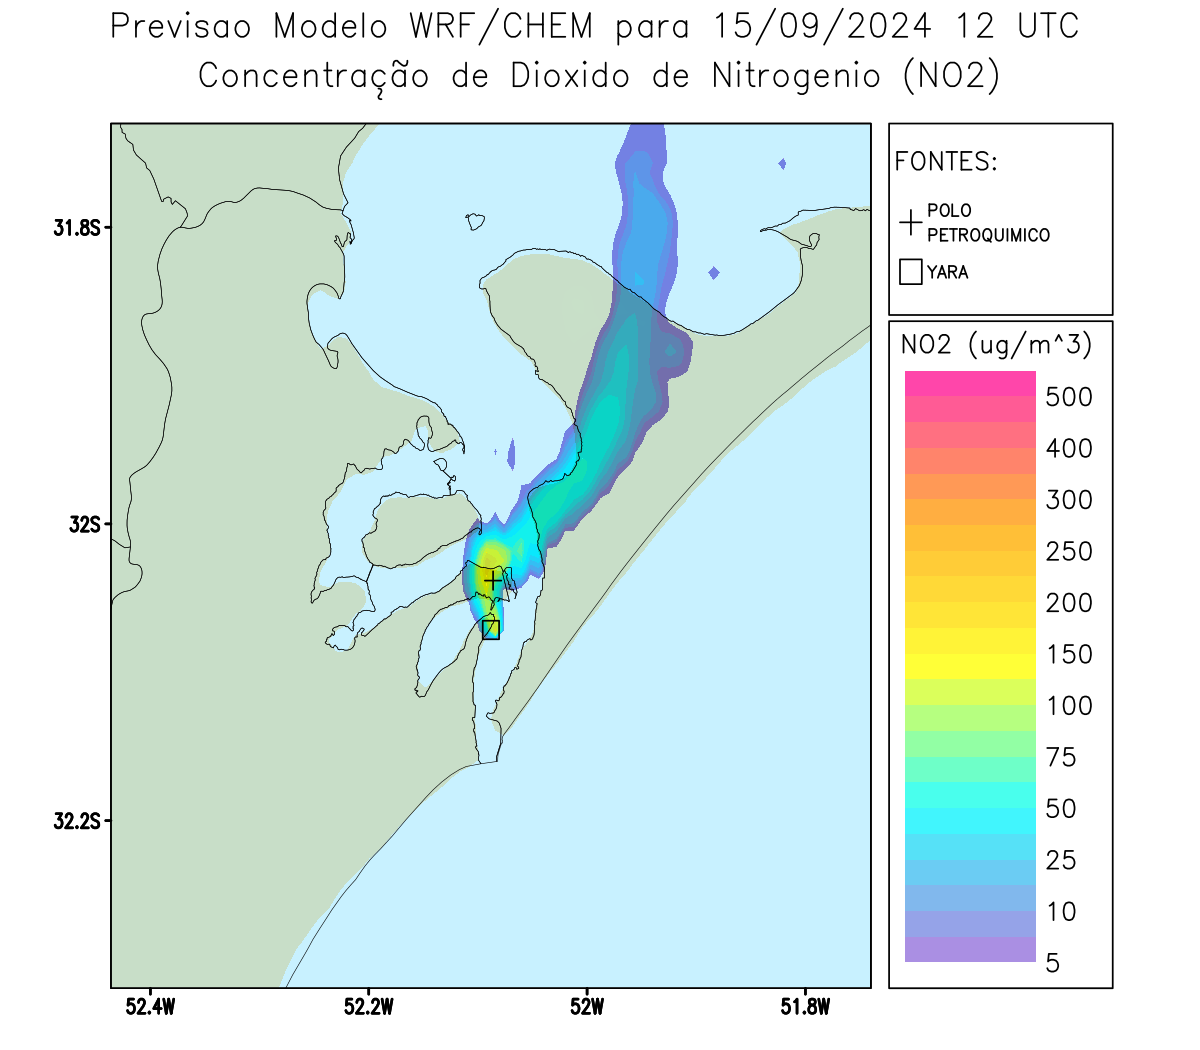 Previsao Modelo WRF/CHEM para 15/09/2024 12 UTC
Concentração de Dioxido de Nitrogenio (NO2)
FONTES:
POLO
PETROQUIMICO
YARA
NO2 (ug/m^3)
500
400
300
250
200
150
100
75
50
25
10
5
31.8S
32S
32.2S
52.4W
52.2W
52W
51.8W